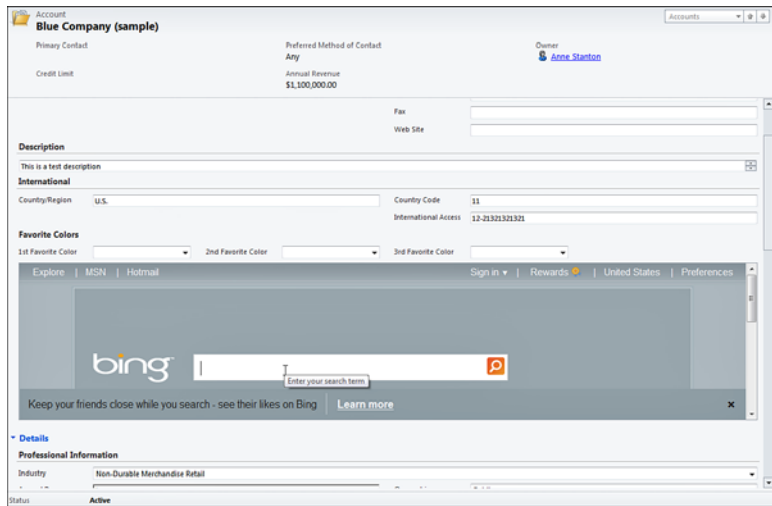 Account
Accounts
Blue Company (sample)
Primary Contact Preferred Method of Contact Owner
Any Anne Stanton
Credit Limit Annual Revenue
$1,100,000.00
Fax
Web Site
Description
This is a test description
International
Country/Region U.S. Country Code 11
International Access 12-21321321321
Favorite Colors
1st Favorite Color 2nd Favorite Color 3rd Favorite Color
Explore | MSN | Hotmail Sign in | Rewards | United States | Preferences
bing
Enter your search term
Keep your friends close while you search - see their likes on Bing Learn more x
Details
Professional Information
Industry Non-Durable Merchandise Retail
Status Active